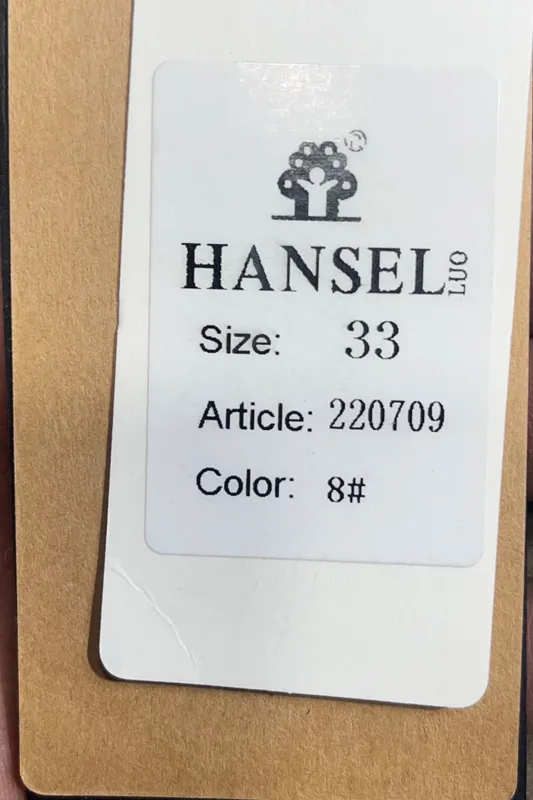 ®
HANSEL LUO
Size: 33
Article: 220709
Color: 8#